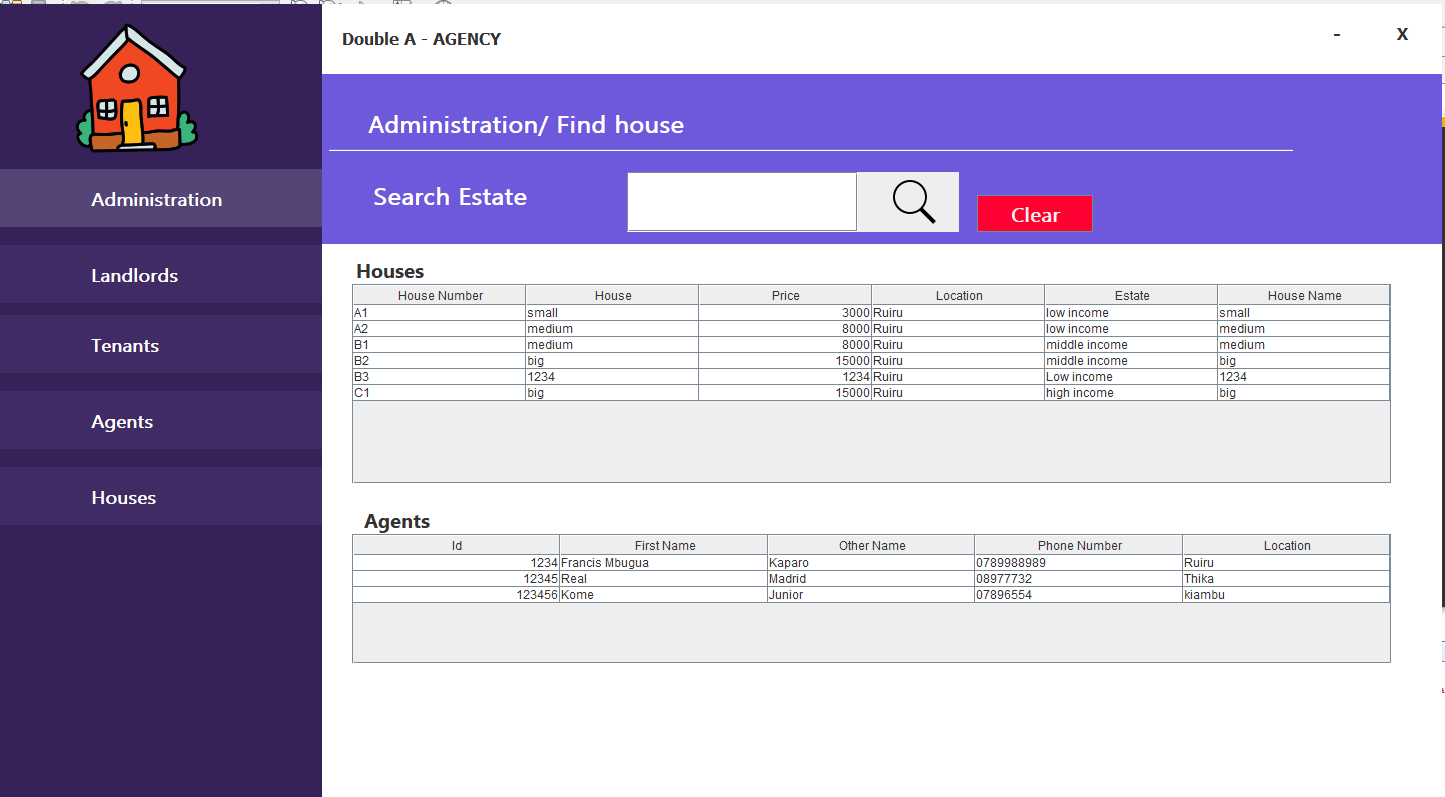 Double A - AGENCY
- X
Administration/ Find house
Search Estate
Clear
Administration
Landlords
Tenants
Agents
Houses
Houses
House Number House Price Location Estate House Name
A1 small 3000 Ruiru low income small
A2 medium 8000 Ruiru low income medium
B1 medium 8000 Ruiru middle income medium
B2 big 15000 Ruiru middle income big
B3 1234 1234 Ruiru Low income 1234
C1 big 15000 Ruiru high income big
Agents
Id First Name Other Name Phone Number Location
1234 Francis Mbugua Kaparo 0789988989 Ruiru
12345 Real Madrid 08977732 Thika
123456 Kome Junior 07896554 kiambu